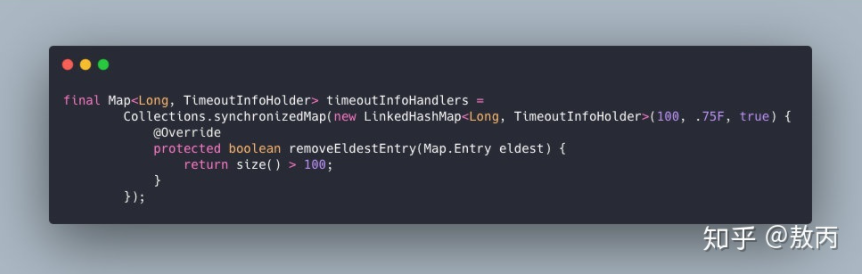 final Map<Long, TimeoutInfoHolder> timeoutInfoHandlers =
        Collections.synchronizedMap(new LinkedHashMap<Long, TimeoutInfoHolder>(100, .75F, true) {
            @Override
            protected boolean removeEldestEntry(Map.Entry eldest) {
                return size() > 100;
            }
        });
知乎 @敖丙